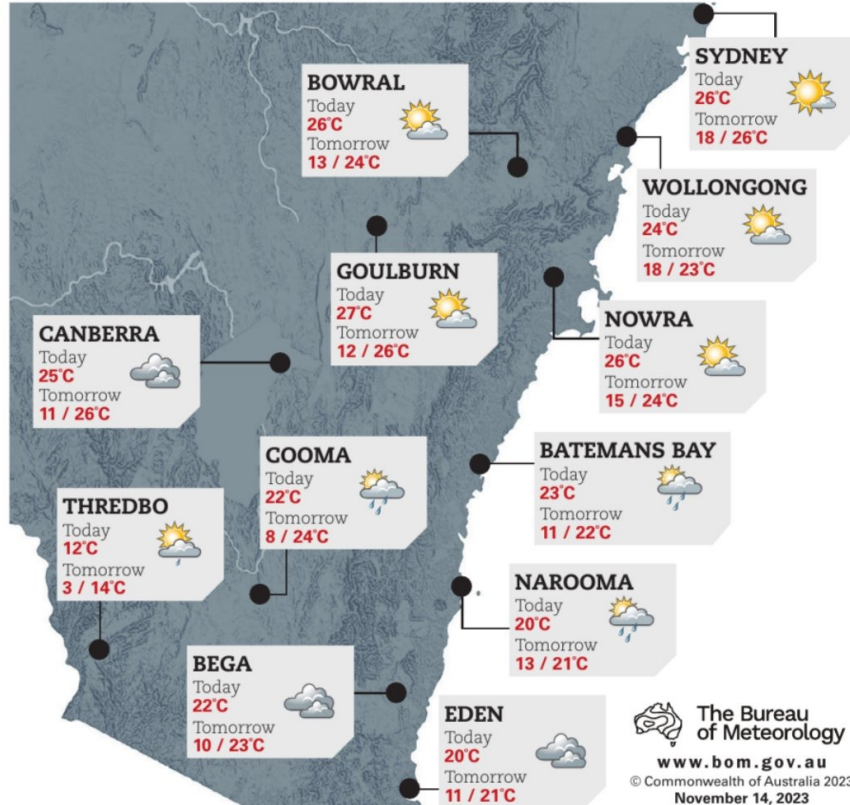 SYDNEY
Today
26°C
Tomorrow
18 / 26°C
BOWRAL
Today
26°C
Tomorrow
13 / 24°C
WOLLONGONG
Today
24°C
Tomorrow
18 / 23°C
GOULBURN
Today
27°C
Tomorrow
12 / 26°C
NOWRA
Today
26°C
Tomorrow
15 / 24°C
CANBERRA
Today
25°C
Tomorrow
11 / 26°C
COOMA
Today
22°C
Tomorrow
8 / 24°C
BATEMANS BAY
Today
23°C
Tomorrow
11 / 22°C
THREDBO
Today
12°C
Tomorrow
3 / 14°C
NAROOMA
Today
20°C
Tomorrow
13 / 21°C
BEGA
Today
22°C
Tomorrow
10 / 23°C
EDEN
Today
20°C
Tomorrow
11 / 21°C
The Bureau
of Meteorology
www.bom.gov.au
© Commonwealth of Australia 2023
November 14, 2023